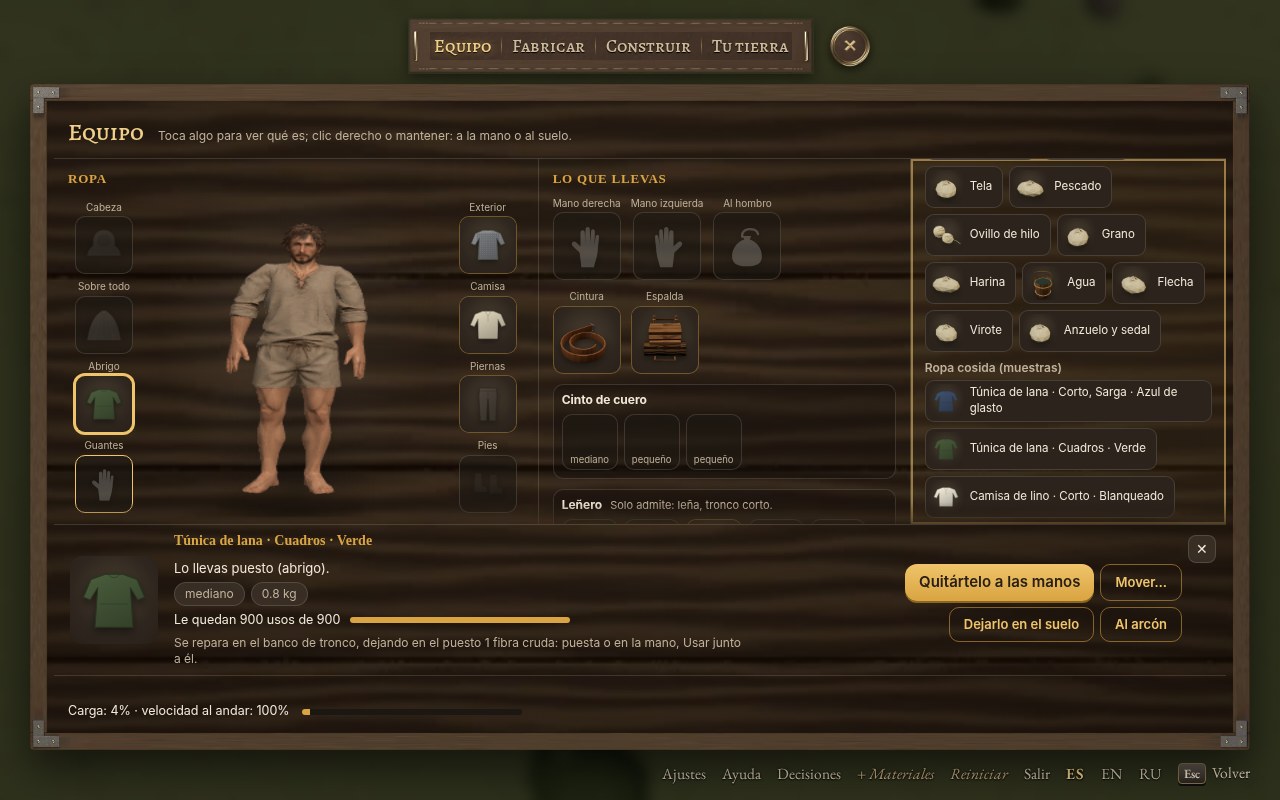 Equipo
Fabricar
Construir
Tu tierra
✕
Equipo
Toca algo para ver qué es; clic derecho o mantener: a la mano o al suelo.
ROPA
Cabeza
Sobre todo
Abrigo
Guantes
Exterior
Camisa
Piernas
Pies
LO QUE LLEVAS
Mano derecha
Mano izquierda
Al hombro
Cintura
Espalda
Cinto de cuero
mediano
pequeño
pequeño
Leñero Solo admite: leña, tronco corto.
Tela
Pescado
Ovillo de hilo
Grano
Harina
Agua
Flecha
Virote
Anzuelo y sedal
Ropa cosida (muestras)
Túnica de lana · Corto, Sarga · Azul de
glasto
Túnica de lana · Cuadros · Verde
Camisa de lino · Corto · Blanqueado
Túnica de lana · Cuadros · Verde
Lo llevas puesto (abrigo).
mediano
0.8 kg
Le quedan 900 usos de 900
Se repara en el banco de tronco, dejando en el puesto 1 fibra cruda: puesta o en la mano, Usar junto
a él.
✕
Quitártelo a las manos
Mover...
Dejarlo en el suelo
Al arcón
Carga: 4% · velocidad al andar: 100%
Ajustes
Ayuda
Decisiones
+ Materiales
Reiniciar
Salir
ES
EN
RU
Esc
Volver